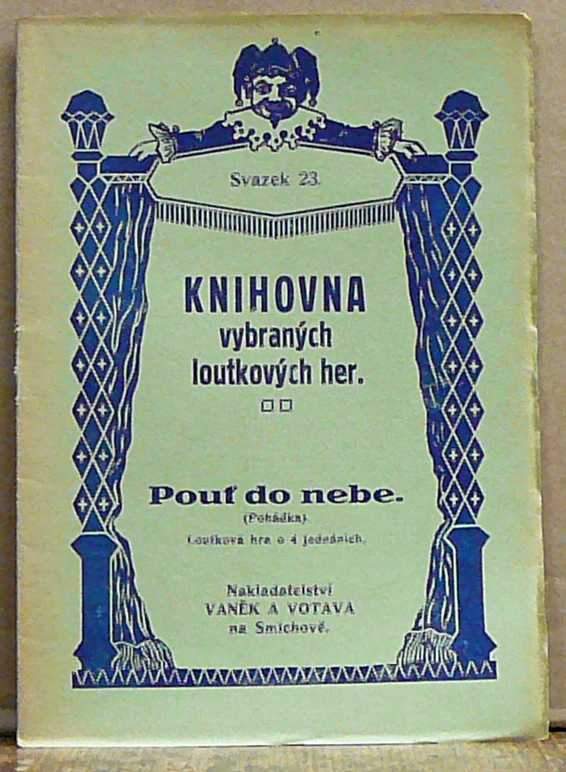 Svazek 23.
KNIHOVNA
vybraných
loutkových her.
Pouť do nebe.
(Pohádka).
Loutková hra o 4 jednáních.
Nakladatelství
VANĚK A VOTAVA
na Smíchově.